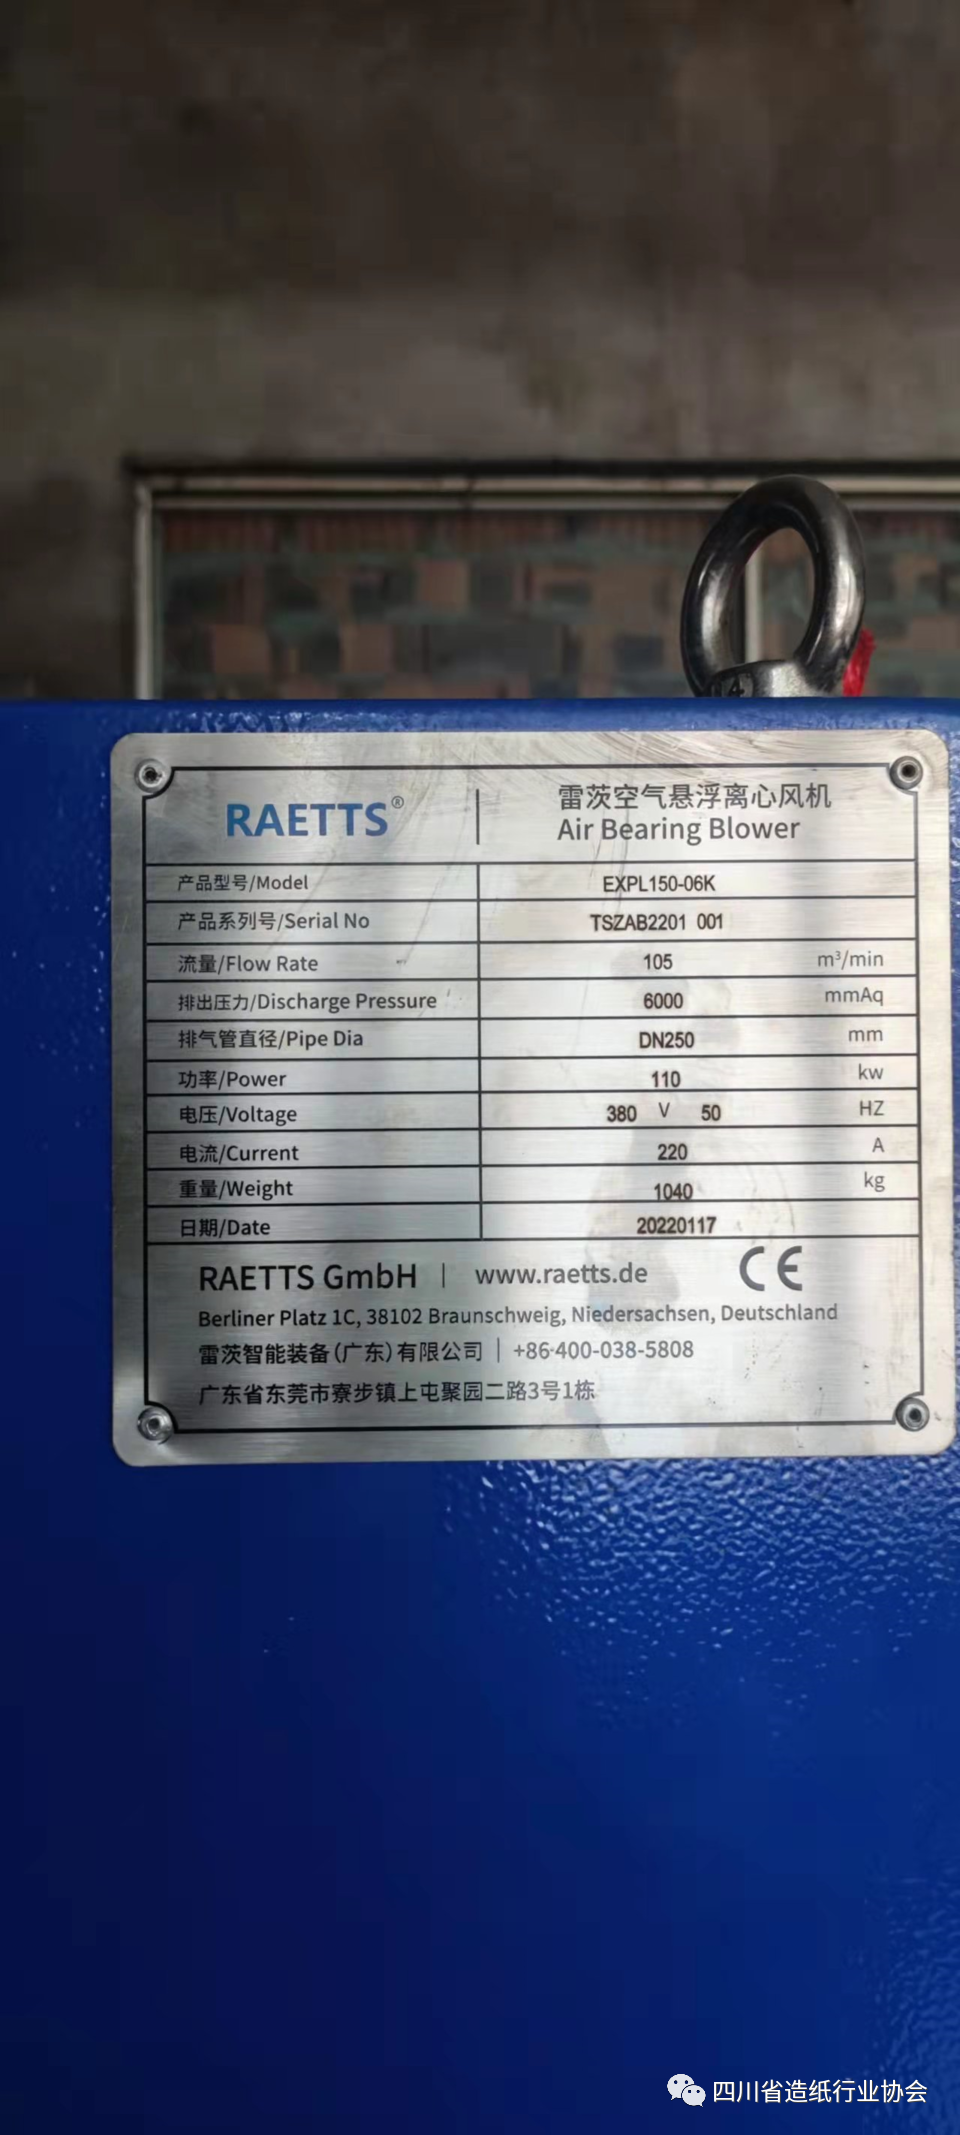 RAETTS®
雷茨空气悬浮离心风机
Air Bearing Blower
产品型号/Model EXPL150-06K
产品系列号/Serial No TSZAB2201 001
流量/Flow Rate 105 m³/min
排出压力/Discharge Pressure 6000 mmAq
排气管直径/Pipe Dia DN250 mm
功率/Power 110 kw
电压/Voltage 380 V 50 HZ
电流/Current 220 A
重量/Weight 1040 kg
日期/Date 20220117
RAETTS GmbH | www.raetts.de CE
Berliner Platz 1C, 38102 Braunschweig, Niedersachsen, Deutschland
雷茨智能装备(广东)有限公司 | +86-400-038-5808
广东省东莞市寮步镇上屯聚园二路3号1栋
四川省造纸行业协会